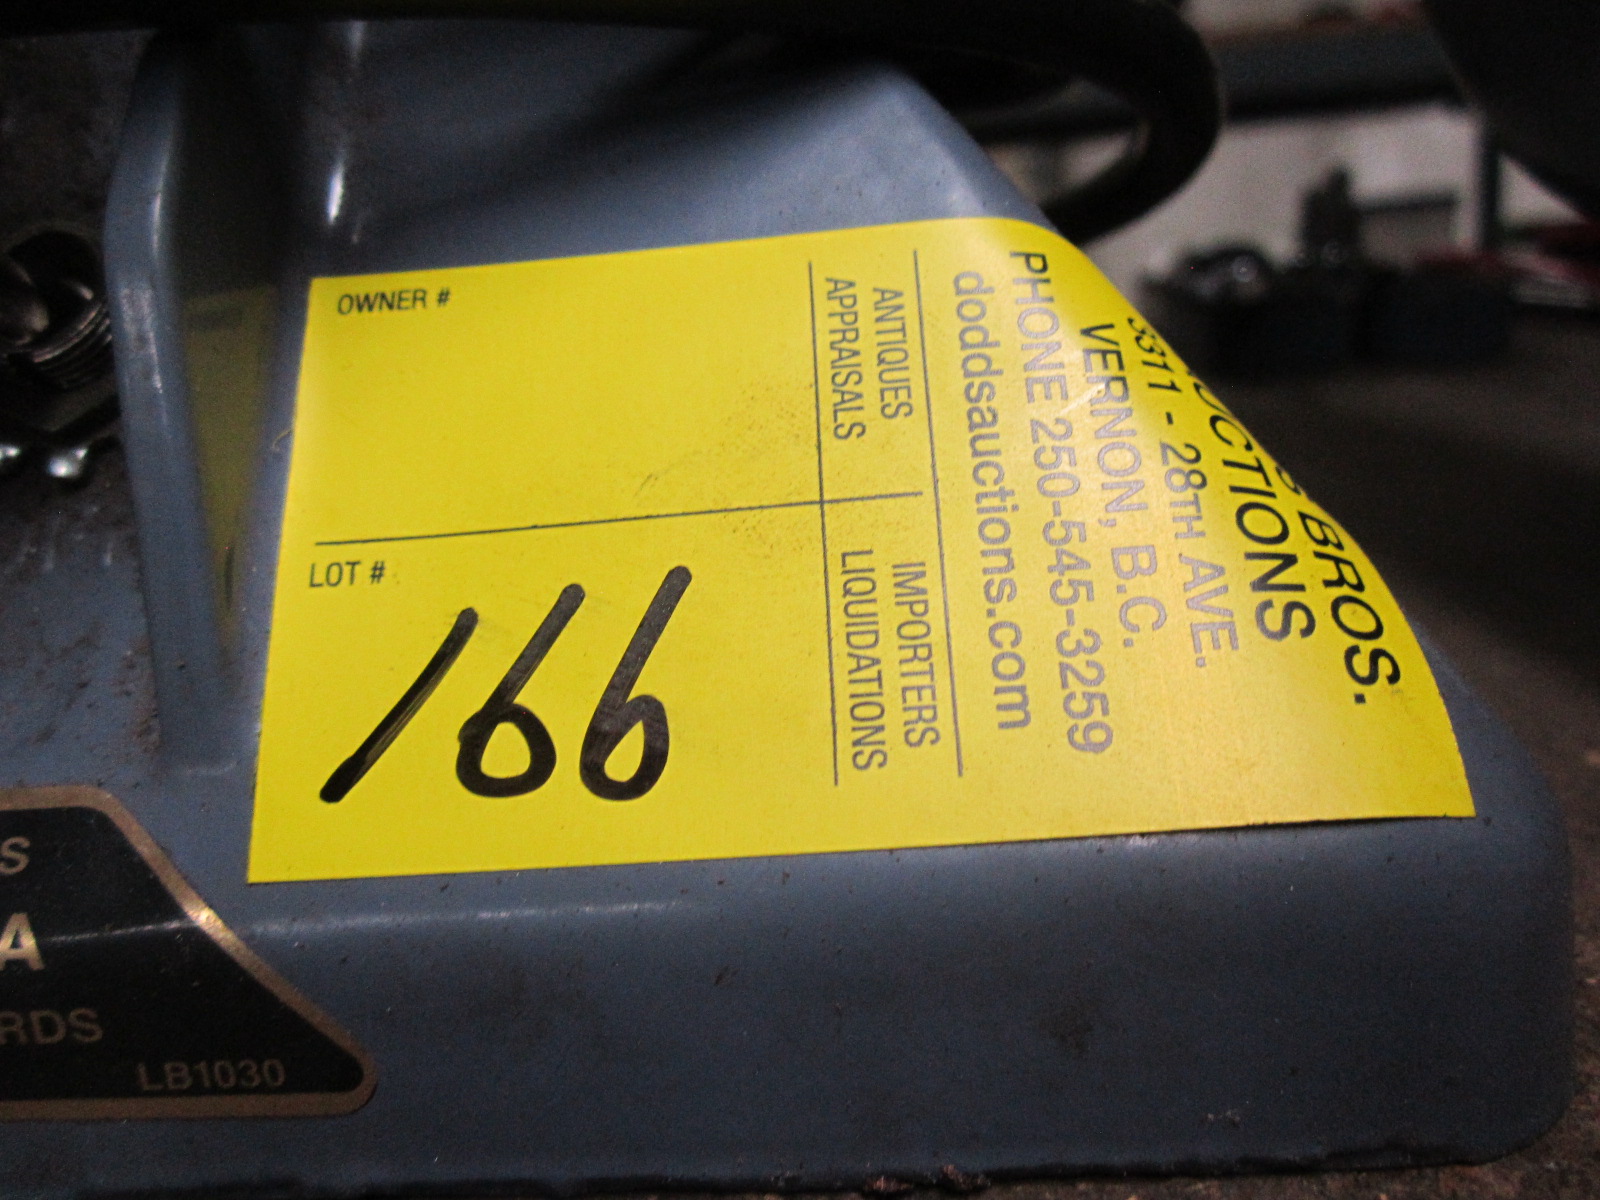 BROS.
3311 - 28TH AVE.
VERNON, B.C.
PHONE 250-545-3259
doddsauctions.com
ANTIQUES
APPRAISALS
IMPORTERS
LIQUIDATIONS
OWNER #
LOT #
166
S
A
RDS
LB1030